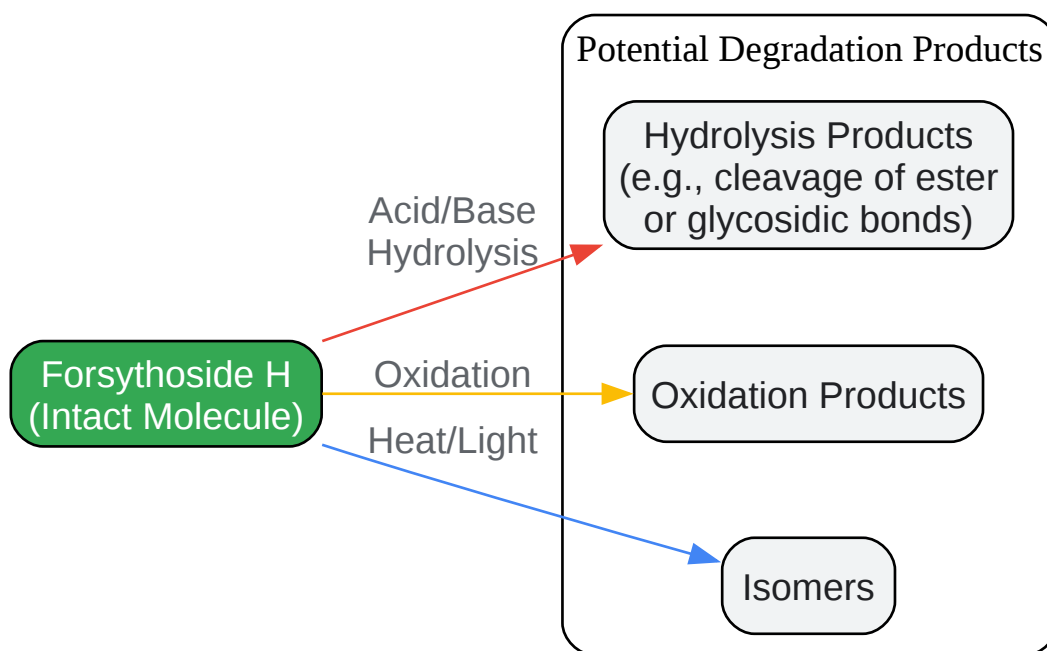 Potential Degradation Products
Hydrolysis Products
(e.g., cleavage of ester
or glycosidic bonds)
Acid/Base
Hydrolysis
Forsythoside H
(Intact Molecule)
Oxidation
Oxidation Products
Heat/Light
Isomers